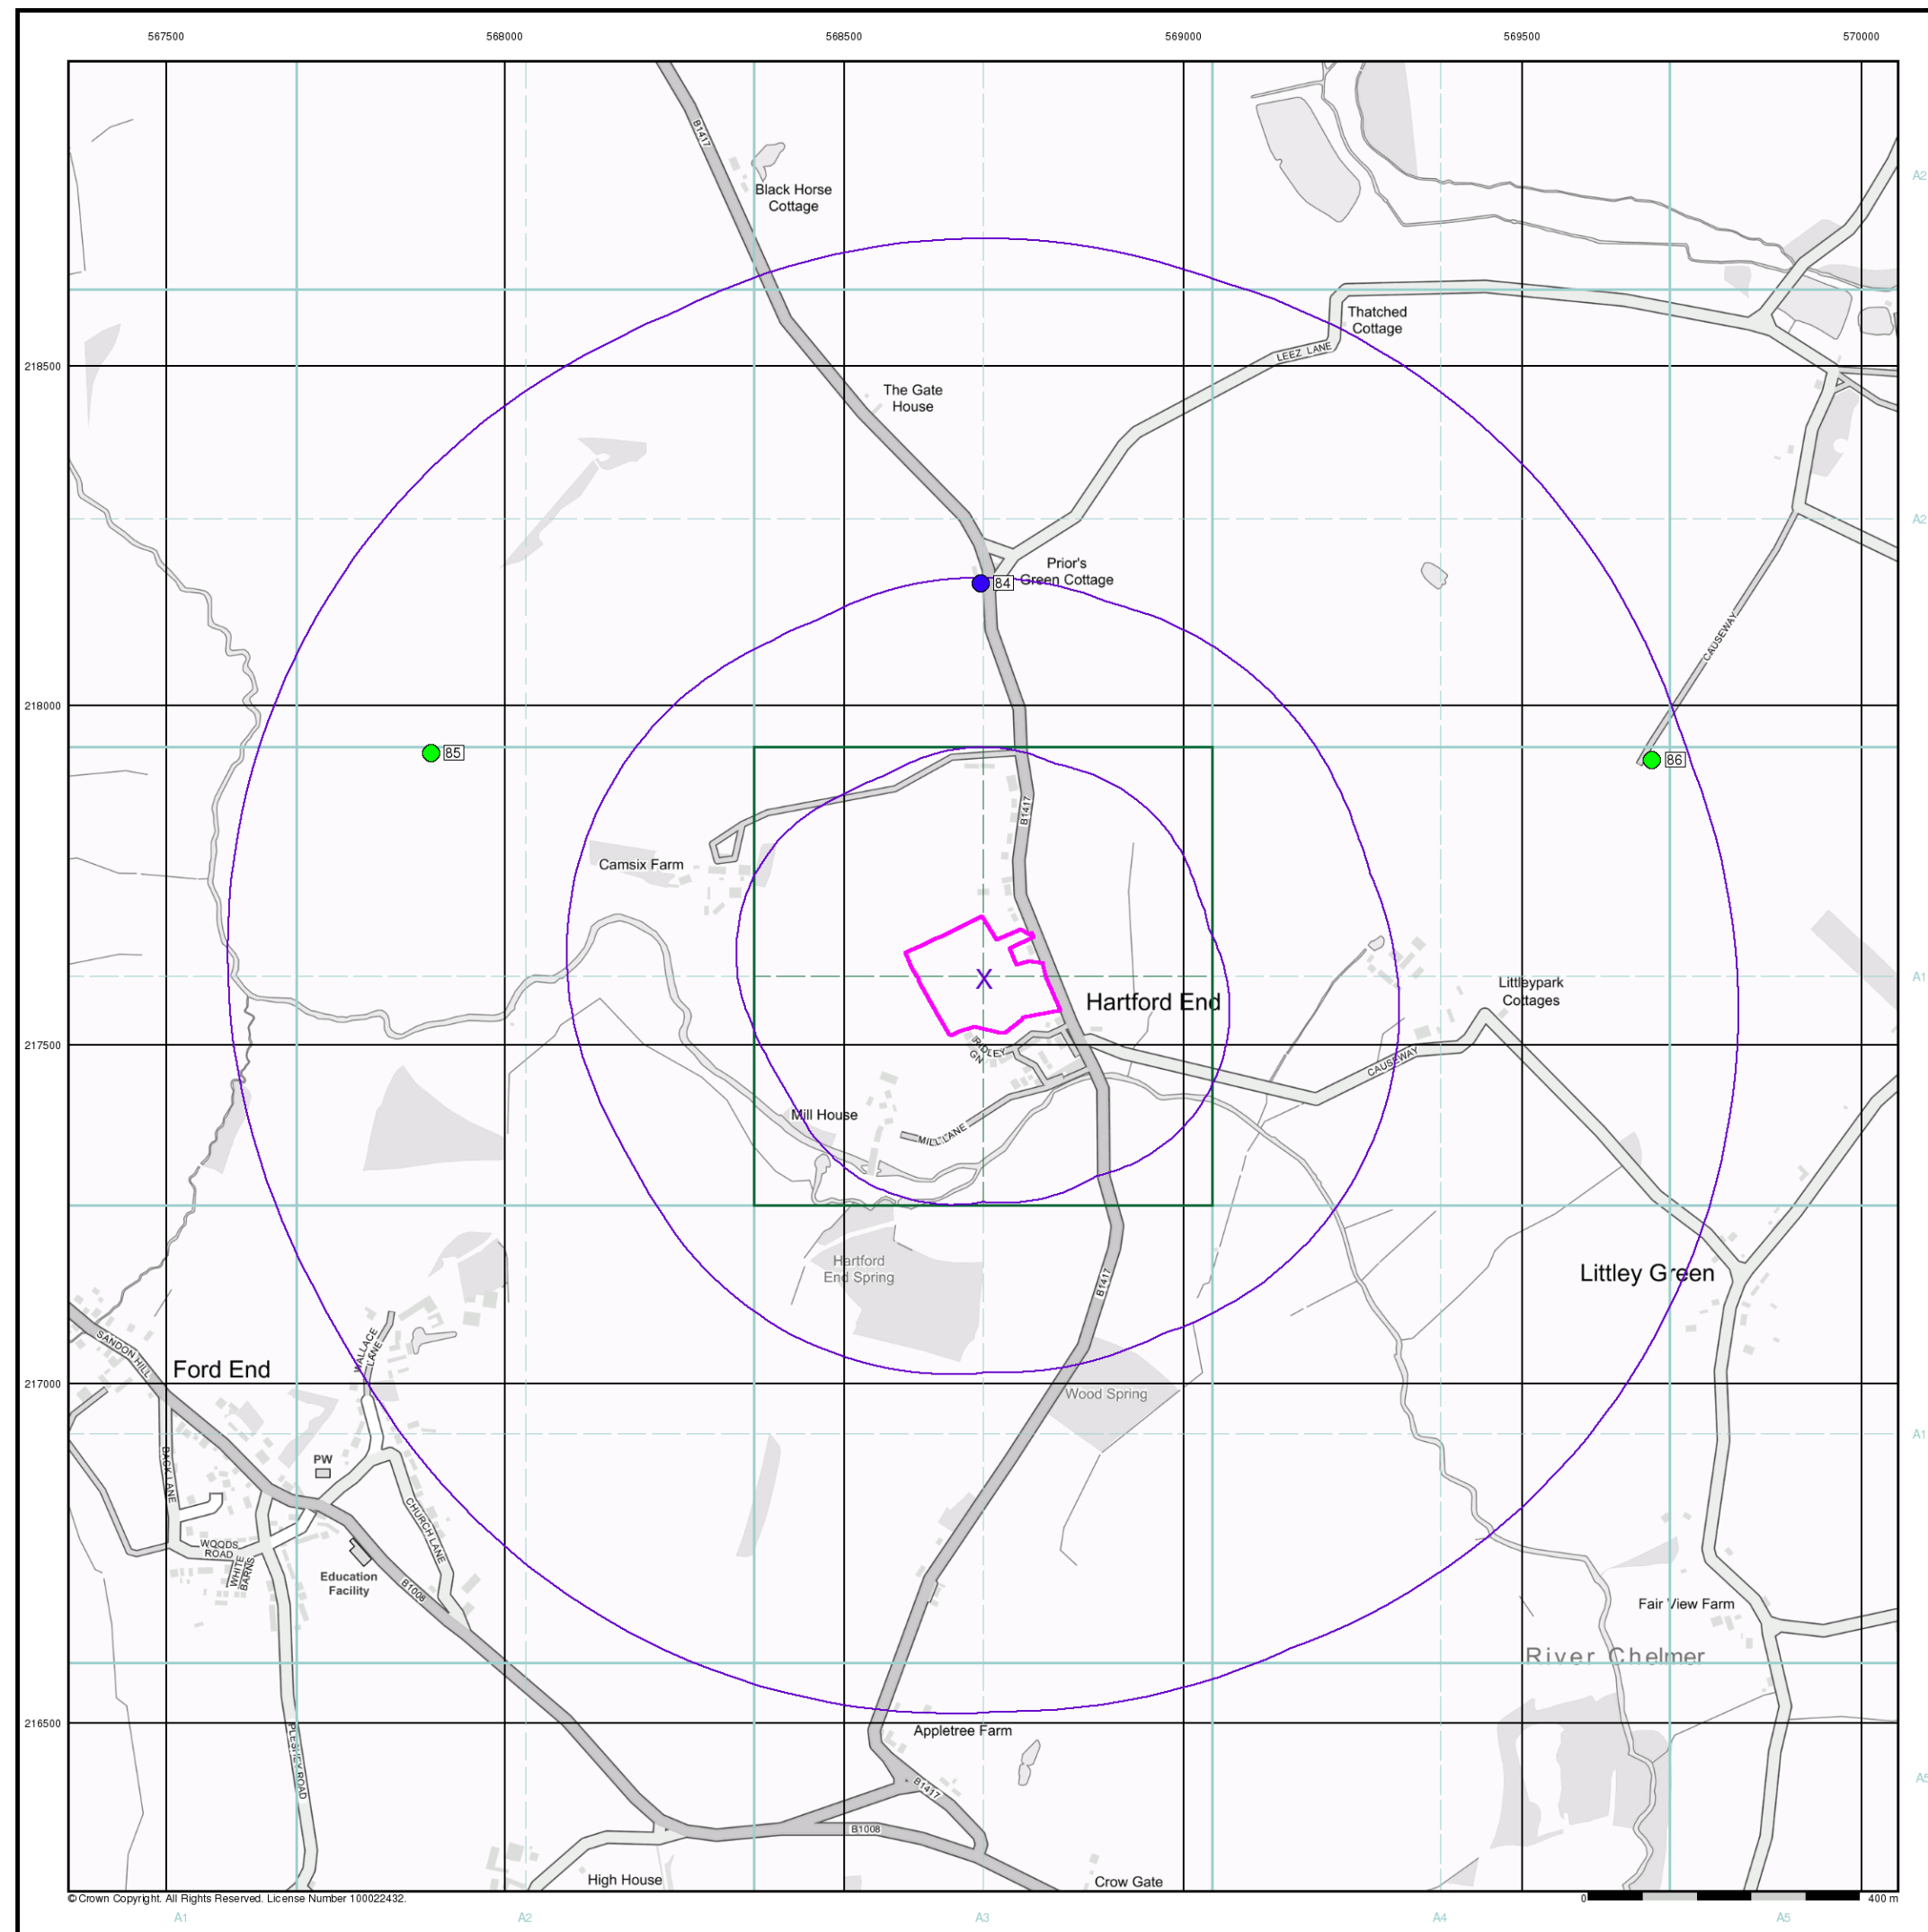 567500 568000 568500 569000 569500 570000
B1417
A2
Black Horse
Cottage
Thatched
Cottage
LEEZ LANE
218500
The Gate
House
A2
Prior's
Green Cottage
84
CAUSEWAY
218000
85
86
B1417
Camsix Farm
X
A1
Littleypark
Cottages
Hartford End
217500
RIDLEY
GN
CAUSEWAY
Mill House
MILL LANE
Hartford
End Spring
B1417
Littley Green
WALLACE
LANE
SANDON HILL
Ford End
217000
Wood Spring
A1
PW
BACK LANE
CHURCH LANE
WOODS
ROAD
WHITE
BARNS
Education
Facility
B1008
Fair View Farm
River Chelmer
216500
Appletree Farm
PLESHEY ROAD
B1417
A5
B1008
High House
Crow Gate
© Crown Copyright. All Rights Reserved. License Number 100022432.
0 400 m
A1 A2 A3 A4 A5